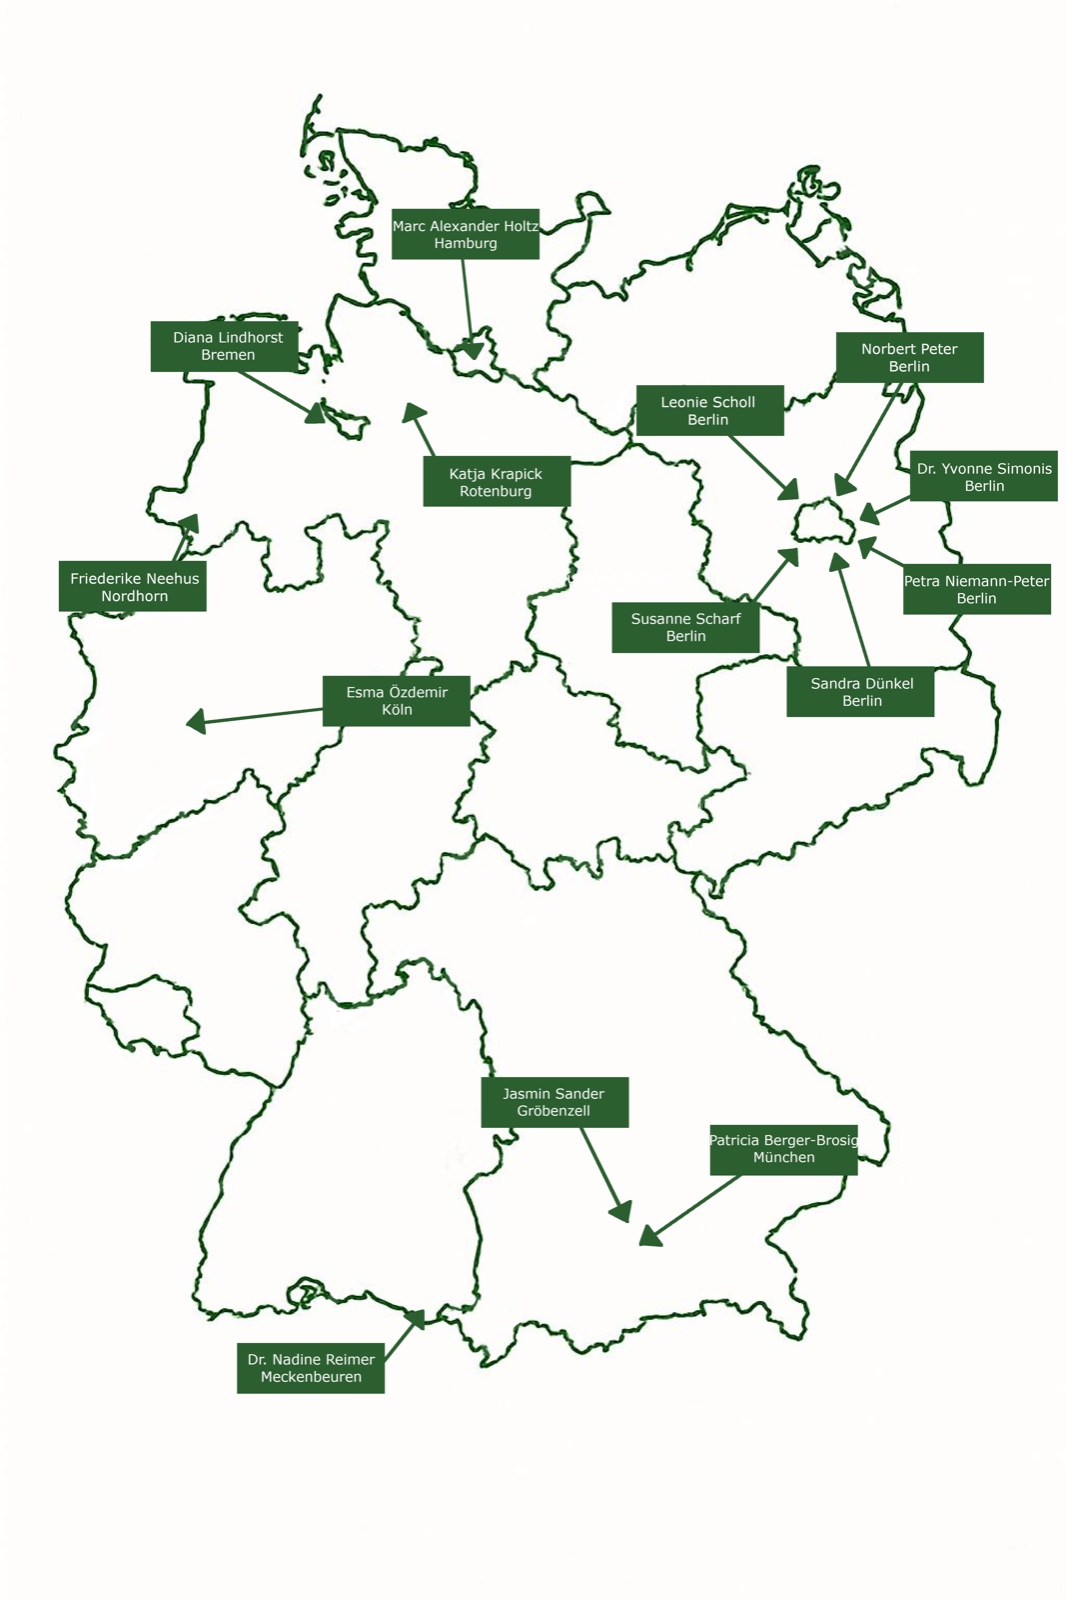 Marc Alexander Holtz
Hamburg
Diana Lindhorst
Bremen
Norbert Peter
Berlin
Leonie Scholl
Berlin
Katja Krapick
Rotenburg
Dr. Yvonne Simonis
Berlin
Friederike Neehus
Nordhorn
Petra Niemann-Peter
Berlin
Susanne Scharf
Berlin
Esma Özdemir
Köln
Sandra Dünkel
Berlin
Jasmin Sander
Gröbenzell
Patricia Berger-Brosig
München
Dr. Nadine Reimer
Meckenbeuren